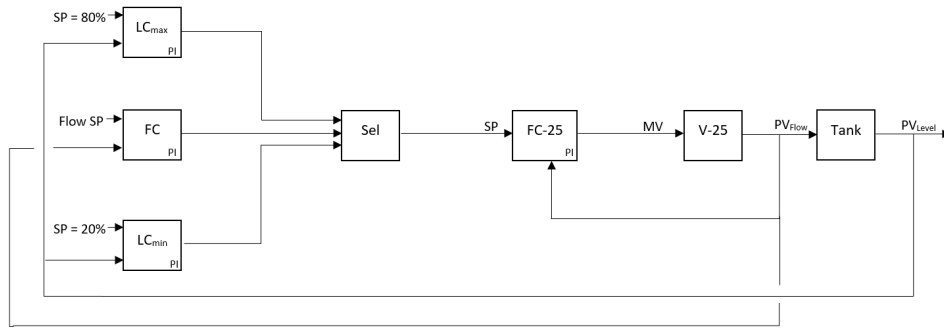 SP = 80%
LCmax
PI
Flow SP
FC
PI
Sel
SP
FC-25
PI
MV
V-25
PVFlow
Tank
PVLevel
SP = 20%
LCmin
PI